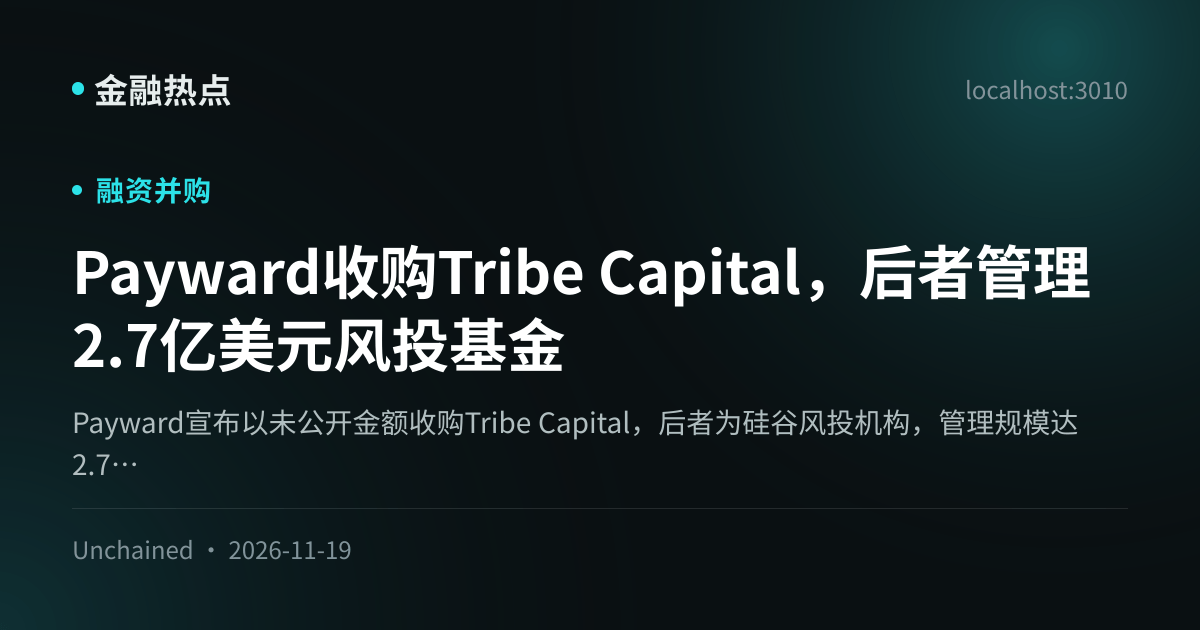 金融热点
localhost:3010
融资并购
Payward收购Tribe Capital，后者管理
2.7亿美元风投基金
Payward宣布以未公开金额收购Tribe Capital，后者为硅谷风投机构，管理规模达
2.7…
Unchained • 2026-11-19